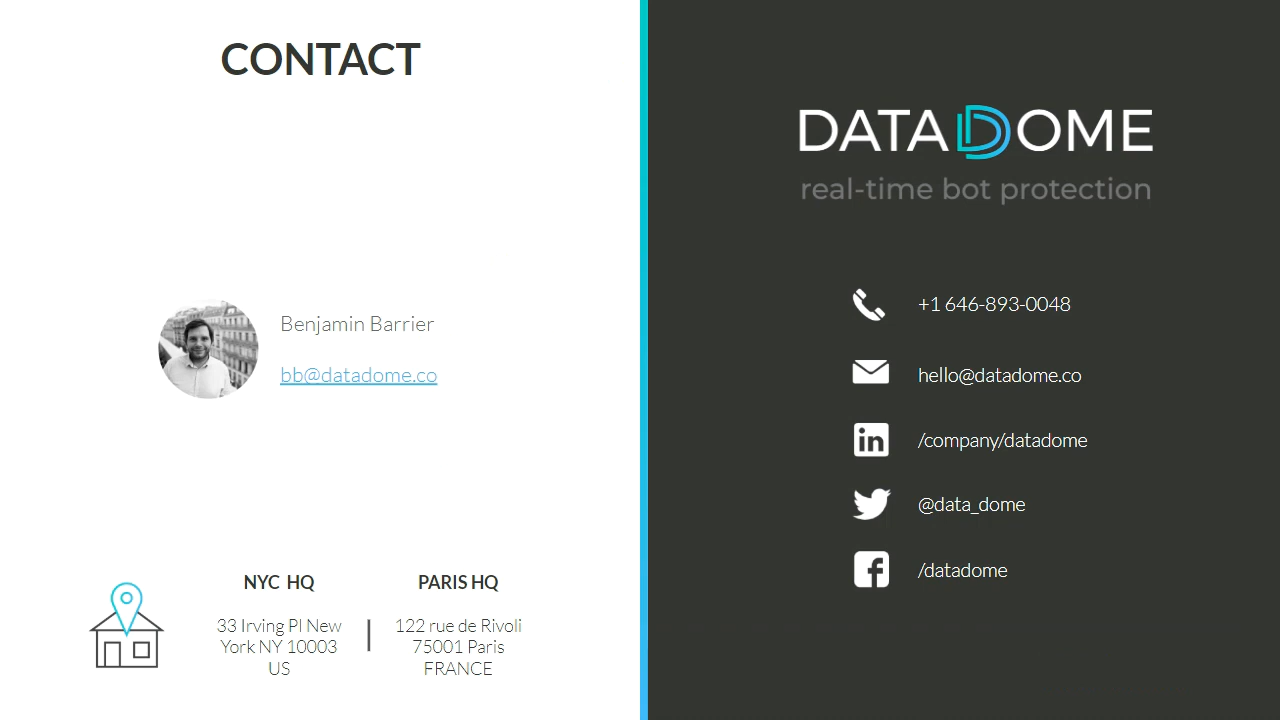 CONTACT
Benjamin Barrier
bb@datadome.co
NYC HQ
33 Irving Pl New
York NY 10003
US
PARIS HQ
122 rue de Rivoli
75001 Paris
FRANCE
DATADOME
real-time bot protection
+1 646-893-0048
hello@datadome.co
/company/datadome
@data_dome
/datadome